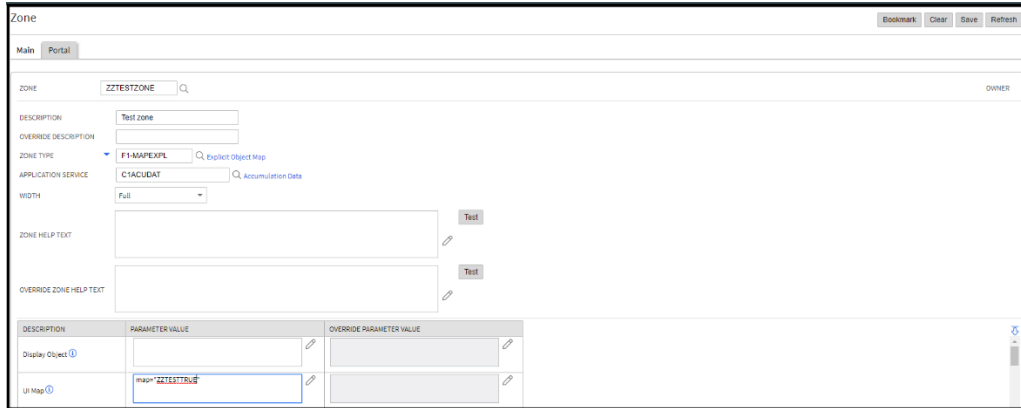 Zone
Bookmark Clear Save Refresh
Main Portal
ZONE ZZTESTZONE OWNER
DESCRIPTION Test zone
OVERRIDE DESCRIPTION
ZONE TYPE F1-MAPEXPL Explicit Object Map
APPLICATION SERVICE C1ACUDAT Accumulation Data
WIDTH Full
Test
ZONE HELP TEXT
Test
OVERRIDE ZONE HELP TEXT
DESCRIPTION PARAMETER VALUE OVERRIDE PARAMETER VALUE
Display Object
UI Map map="ZZTESTTRUE"